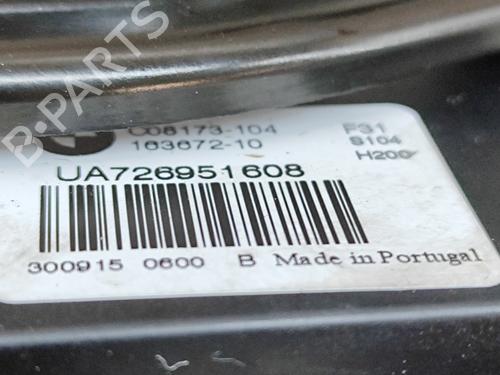 B-PARTS
C08173-104 F31
163672-10 S104
H200
UA726951608
300915 0600 B Made in Portugal